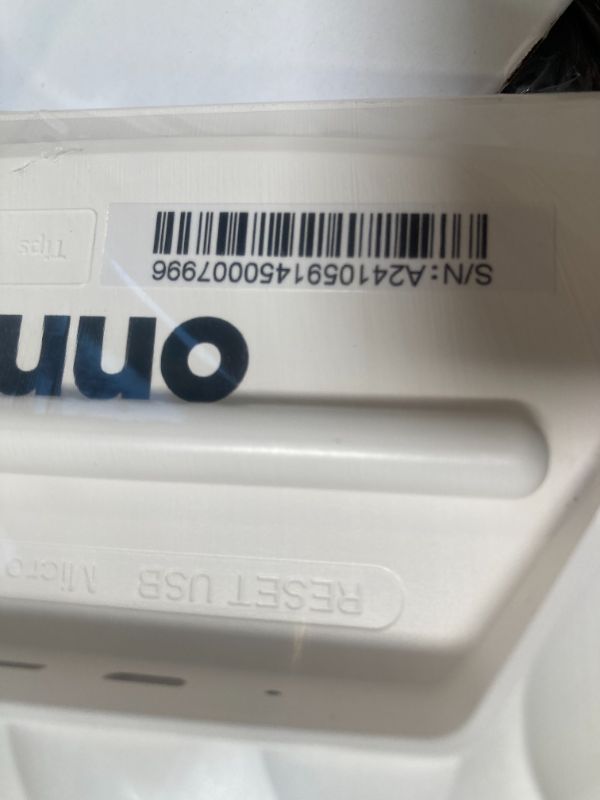 RESET USB Micro
onn
S/N:A2410591450007996
Tips